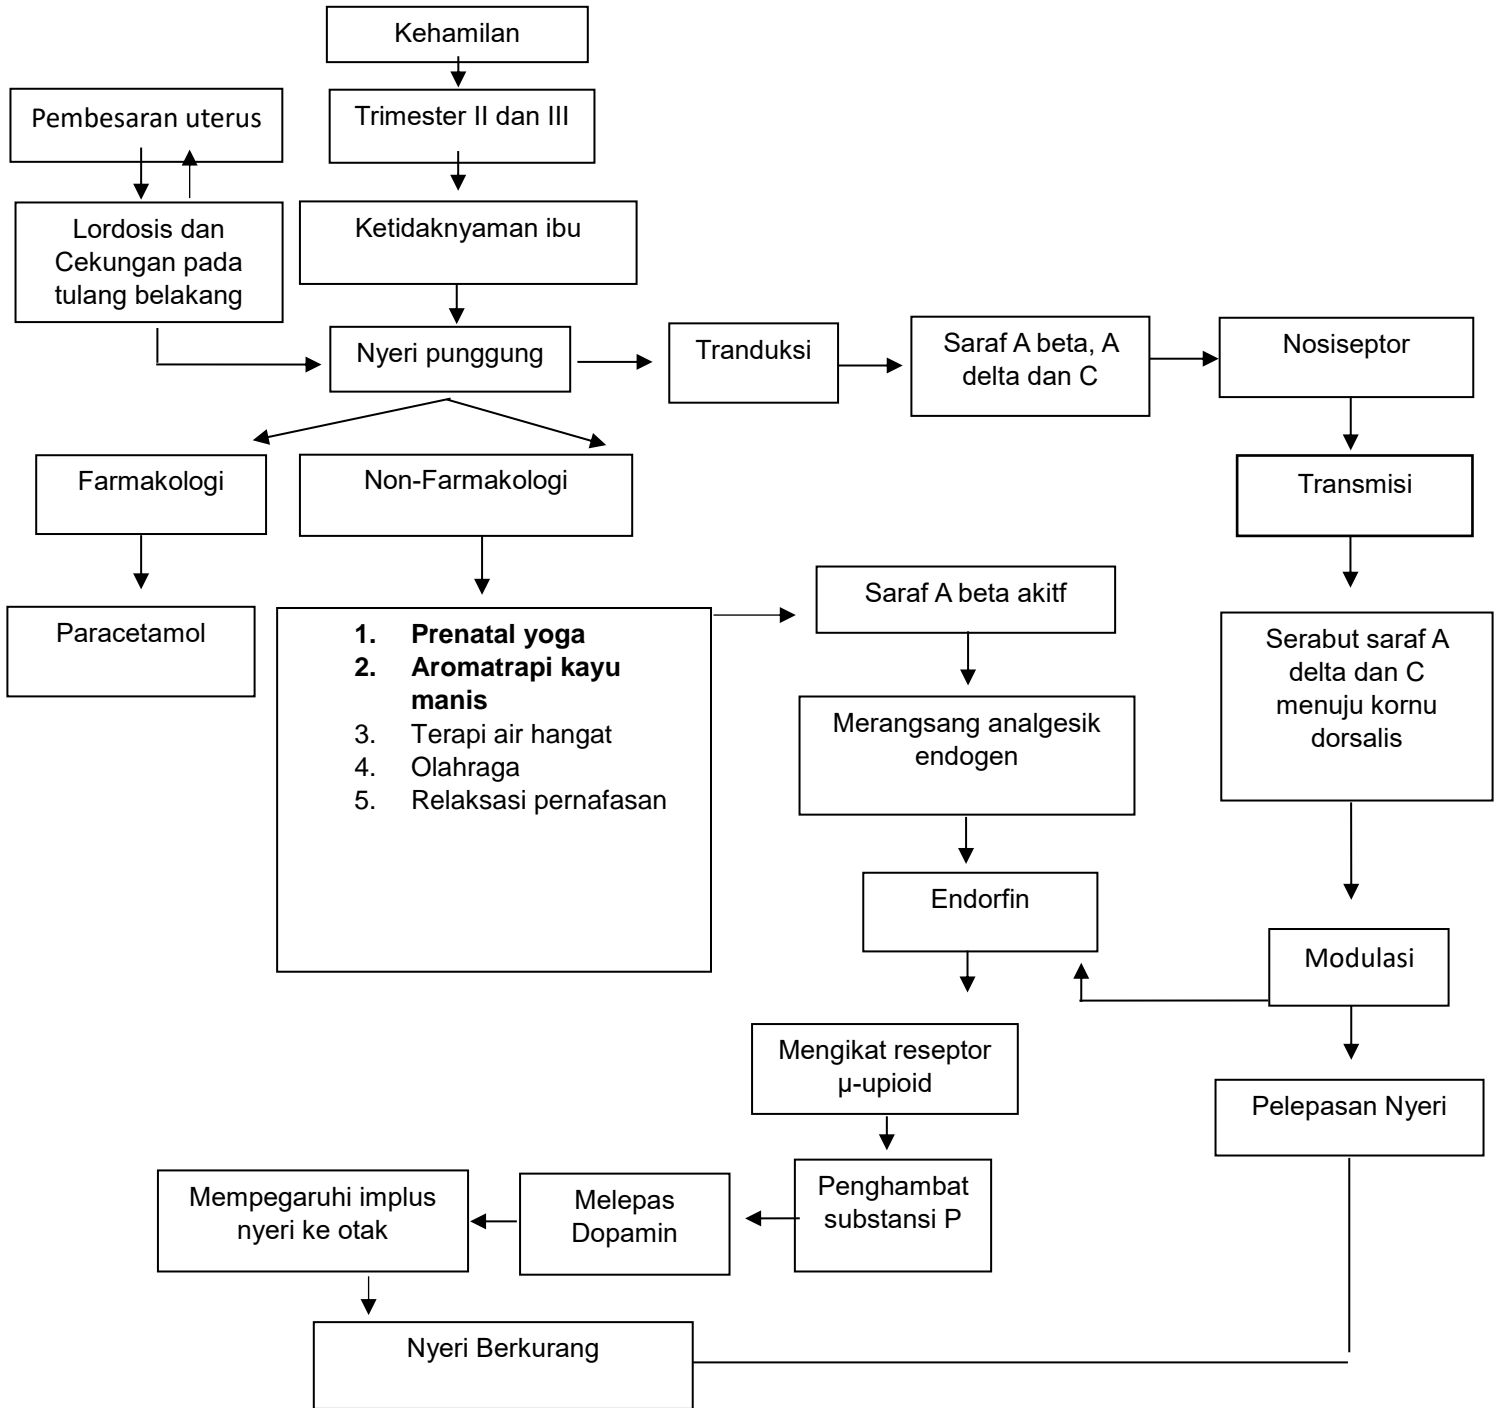 Kehamilan
Pembesaran uterus
Trimester II dan III
Lordosis dan
Cekungan pada
tulang belakang
Ketidaknyaman ibu
Nyeri punggung
Tranduksi
Saraf A beta, A
delta dan C
Nosiseptor
Farmakologi
Non-Farmakologi
Transmisi
Paracetamol
1. Prenatal yoga
2. Aromatrapi kayu
manis
3. Terapi air hangat
4. Olahraga
5. Relaksasi pernafasan
Saraf A beta akitf
Serabut saraf A
delta dan C
menuju kornu
dorsalis
Merangsang analgesik
endogen
Endorfin
Modulasi
Mengikat reseptor
µ-upioid
Pelepasan Nyeri
Mempegaruhi implus
nyeri ke otak
Melepas
Dopamin
Penghambat
substansi P
Nyeri Berkurang